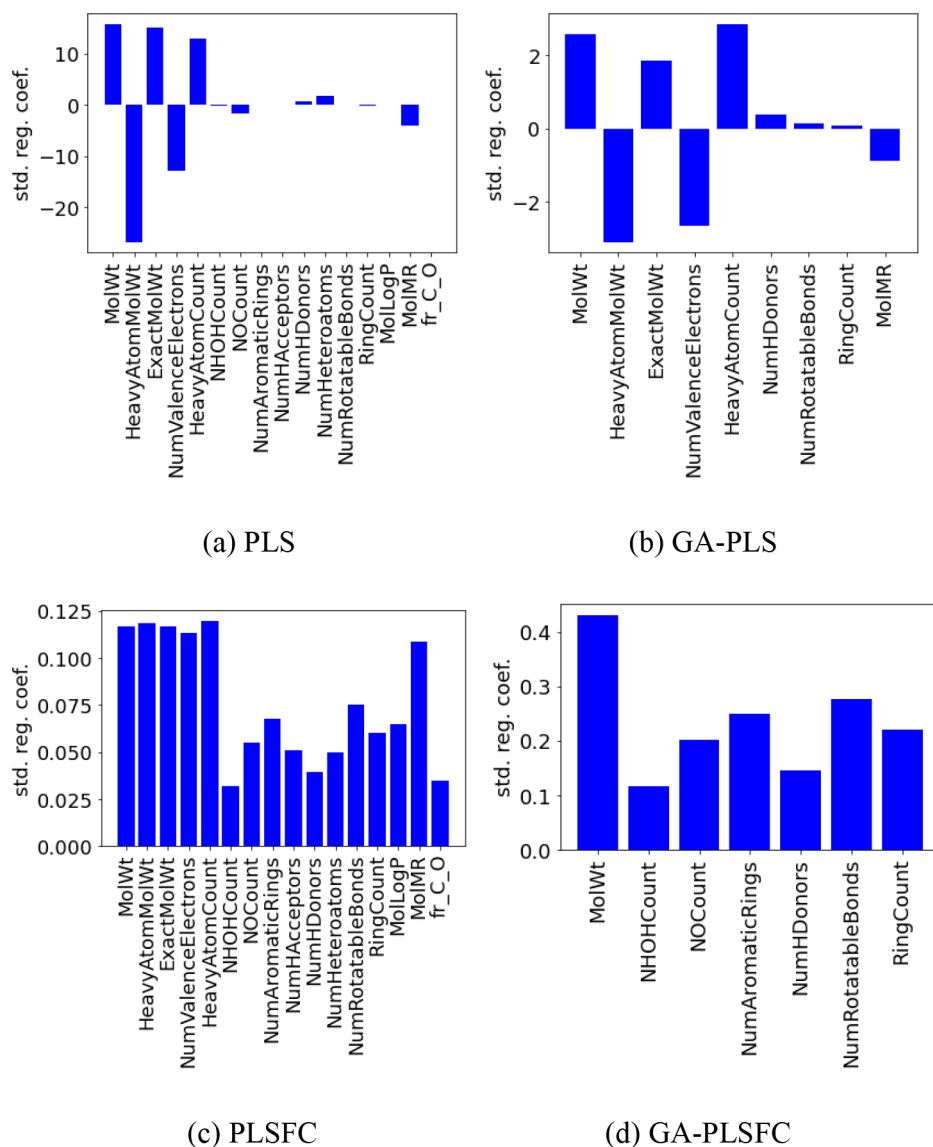 std. reg. coef.
10
0
−10
−20
MolWt
HeavyAtomMolWt
ExactMolWt
NumValenceElectrons
HeavyAtomCount
NHOHCount
NOCount
NumAromaticRings
NumHAcceptors
NumHDonors
NumHeteroatoms
NumRotatableBonds
RingCount
MolLogP
MolMR
fr_C_O
(a) PLS
std. reg. coef.
2
0
−2
MolWt
HeavyAtomMolWt
ExactMolWt
NumValenceElectrons
HeavyAtomCount
NumHDonors
NumRotatableBonds
RingCount
MolMR
(b) GA-PLS
std. reg. coef.
0.125
0.100
0.075
0.050
0.025
0.000
MolWt
HeavyAtomMolWt
ExactMolWt
NumValenceElectrons
HeavyAtomCount
NHOHCount
NOCount
NumAromaticRings
NumHAcceptors
NumHDonors
NumHeteroatoms
NumRotatableBonds
RingCount
MolLogP
MolMR
fr_C_O
(c) PLSFC
std. reg. coef.
0.4
0.3
0.2
0.1
0.0
MolWt
NHOHCount
NOCount
NumAromaticRings
NumHDonors
NumRotatableBonds
RingCount
(d) GA-PLSFC